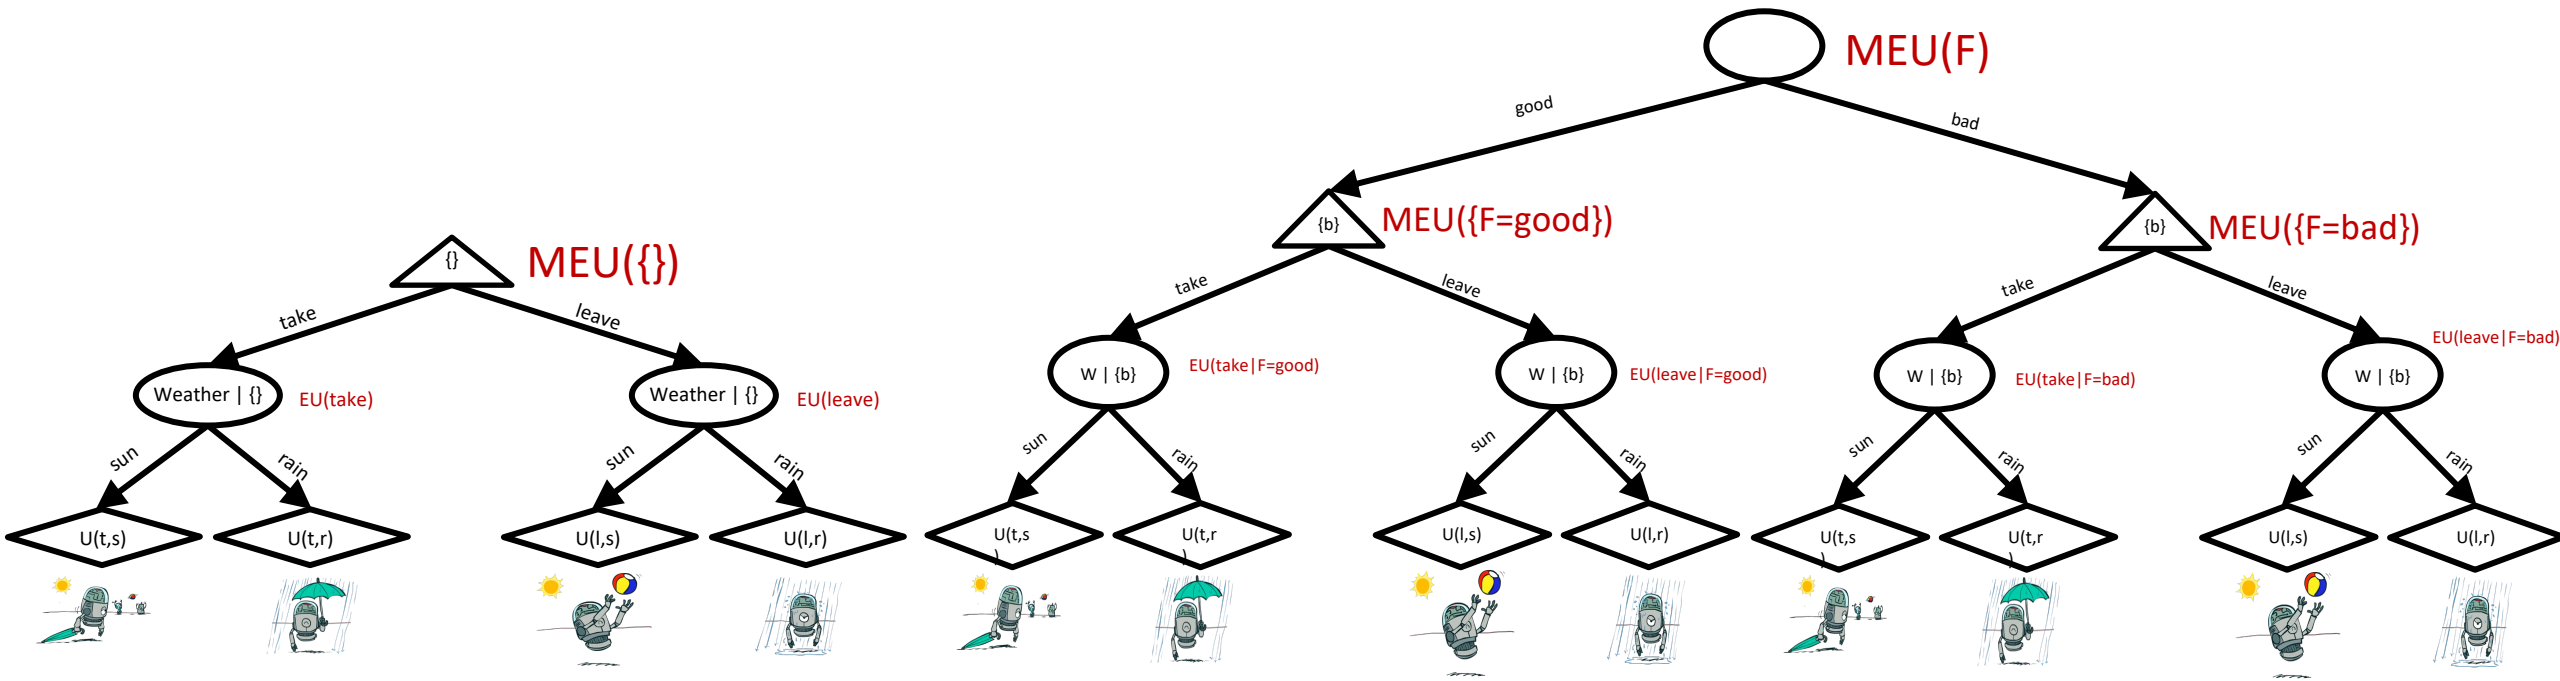 MEU(F)
good
bad
{b}
MEU({F=good})
{b}
MEU({F=bad})
{}
MEU({})
take
leave
take
leave
take
leave
Weather | {}
EU(take)
Weather | {}
EU(leave)
W | {b}
EU(take|F=good)
W | {b}
EU(leave|F=good)
W | {b}
EU(take|F=bad)
W | {b}
EU(leave|F=bad)
sun
rain
sun
rain
sun
rain
sun
rain
sun
rain
sun
rain
U(t,s)
U(t,r)
U(l,s)
U(l,r)
U(t,s
)
U(t,r
)
U(l,s)
U(l,r)
U(t,s
)
U(t,r
)
U(l,s)
U(l,r)